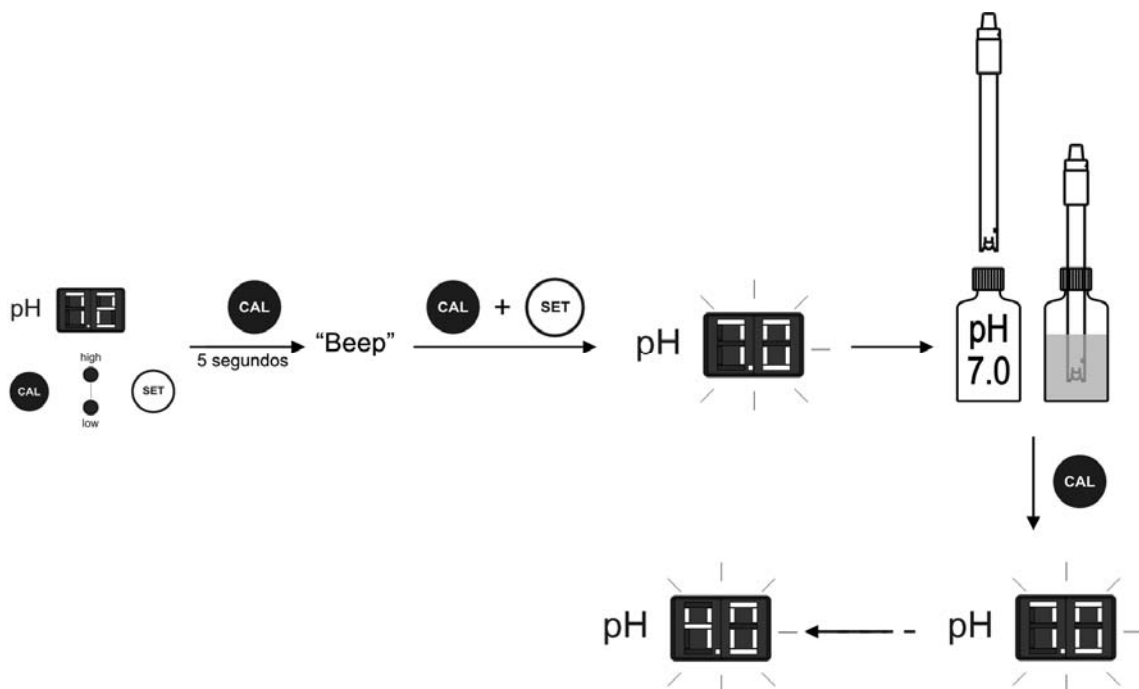 pH 7.2
high
CAL
SET
low
CAL
5 segundos
“Beep”
CAL + SET
pH 7.0
pH
7.0
CAL
pH 7.0
pH 4.0